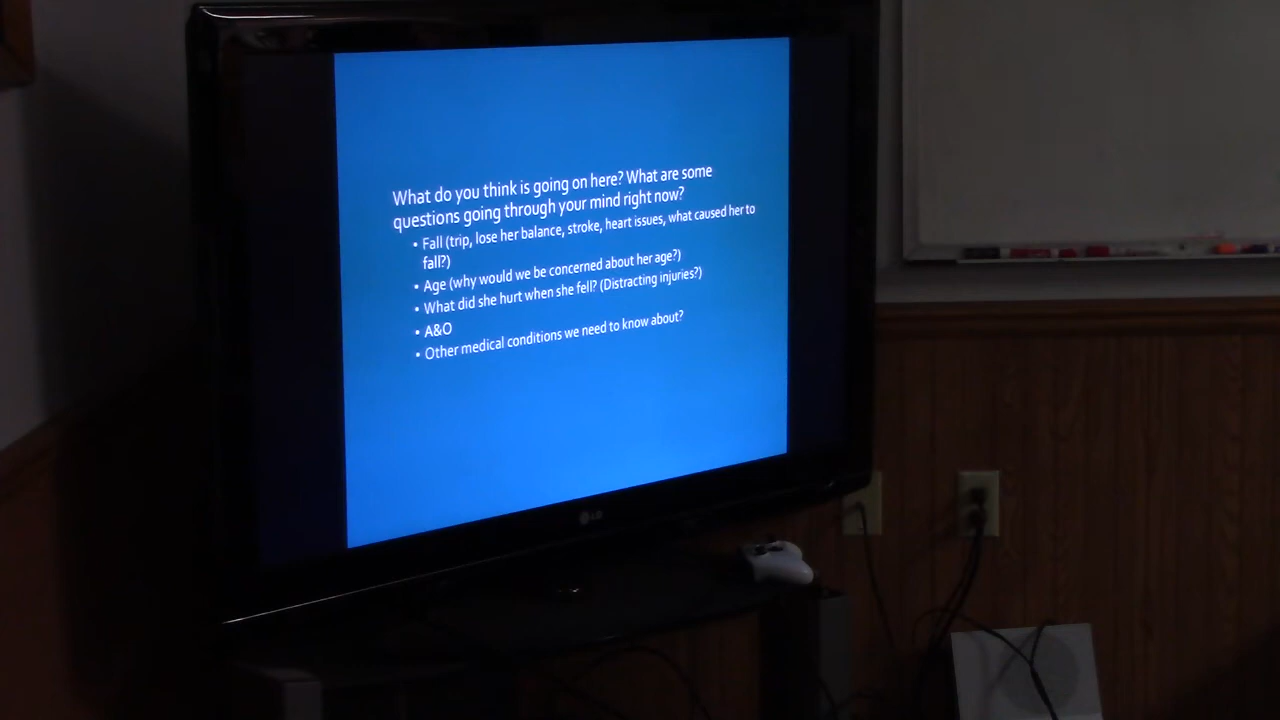 What do you think is going on here? What are some
questions going through your mind right now?
• Fall (trip, lose her balance, stroke, heart issues, what caused her to
fall?)
• Age (why would we be concerned about her age?)
• What did she hurt when she fell? (Distracting injuries?)
• A&O
• Other medical conditions we need to know about?
LG